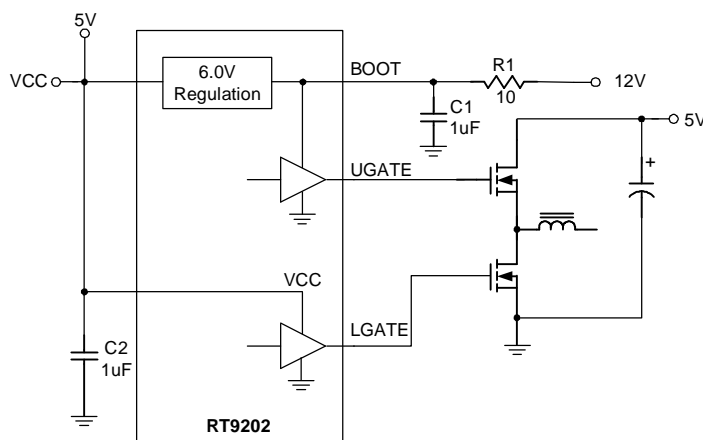 5V
VCC
6.0V
Regulation
BOOT
R1
10
12V
C1
1uF
5V
+
UGATE
VCC
LGATE
C2
1uF
RT9202